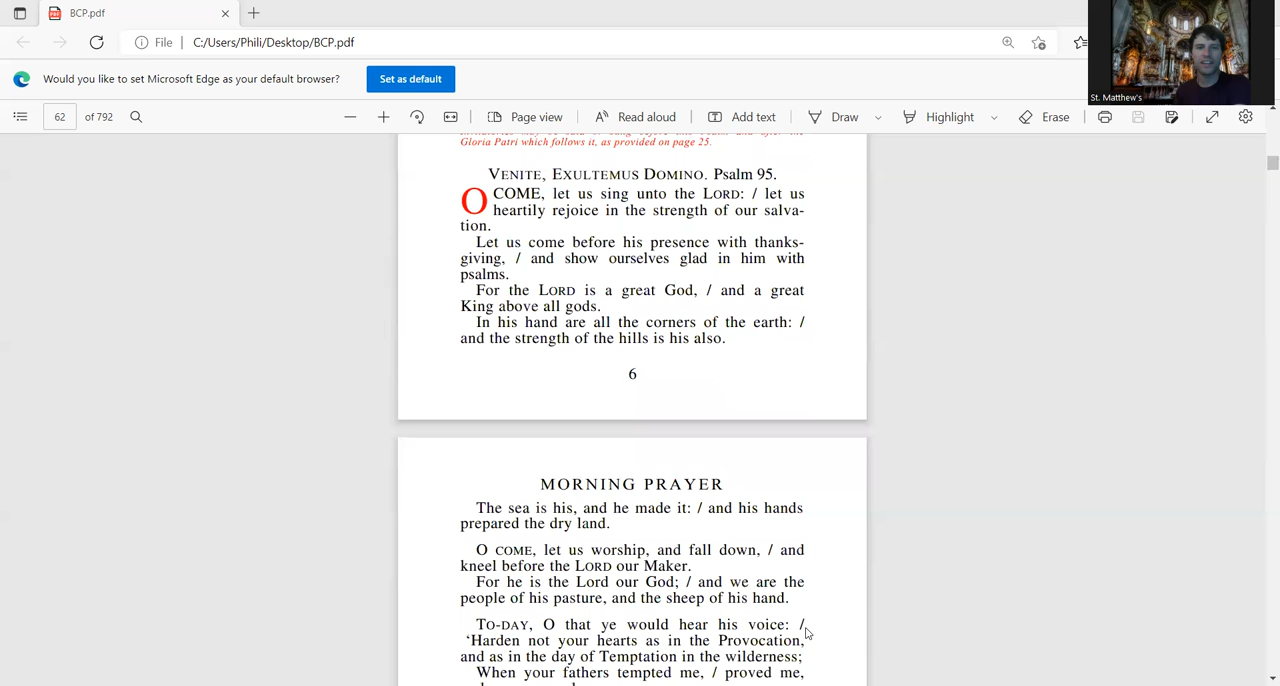 BCP.pdf
File | C:/Users/Phili/Desktop/BCP.pdf
Would you like to set Microsoft Edge as your default browser? Set as default
62 of 792 Page view Read aloud Add text Draw Highlight Erase
St. Matthew's
Gloria Patri which follows it, as provided on page 25.
VENITE, EXULTEMUS DOMINO. Psalm 95.
O COME, let us sing unto the LORD: / let us
heartily rejoice in the strength of our salva-
tion.
Let us come before his presence with thanks-
giving, / and show ourselves glad in him with
psalms.
For the LORD is a great God, / and a great
King above all gods.
In his hand are all the corners of the earth: /
and the strength of the hills is his also.
6
MORNING PRAYER
The sea is his, and he made it: / and his hands
prepared the dry land.
O COME, let us worship, and fall down, / and
kneel before the LORD our Maker.
For he is the Lord our God; / and we are the
people of his pasture, and the sheep of his hand.
TO-DAY, O that ye would hear his voice: /
‘Harden not your hearts as in the Provocation,
and as in the day of Temptation in the wilderness;
When your fathers tempted me, / proved me,